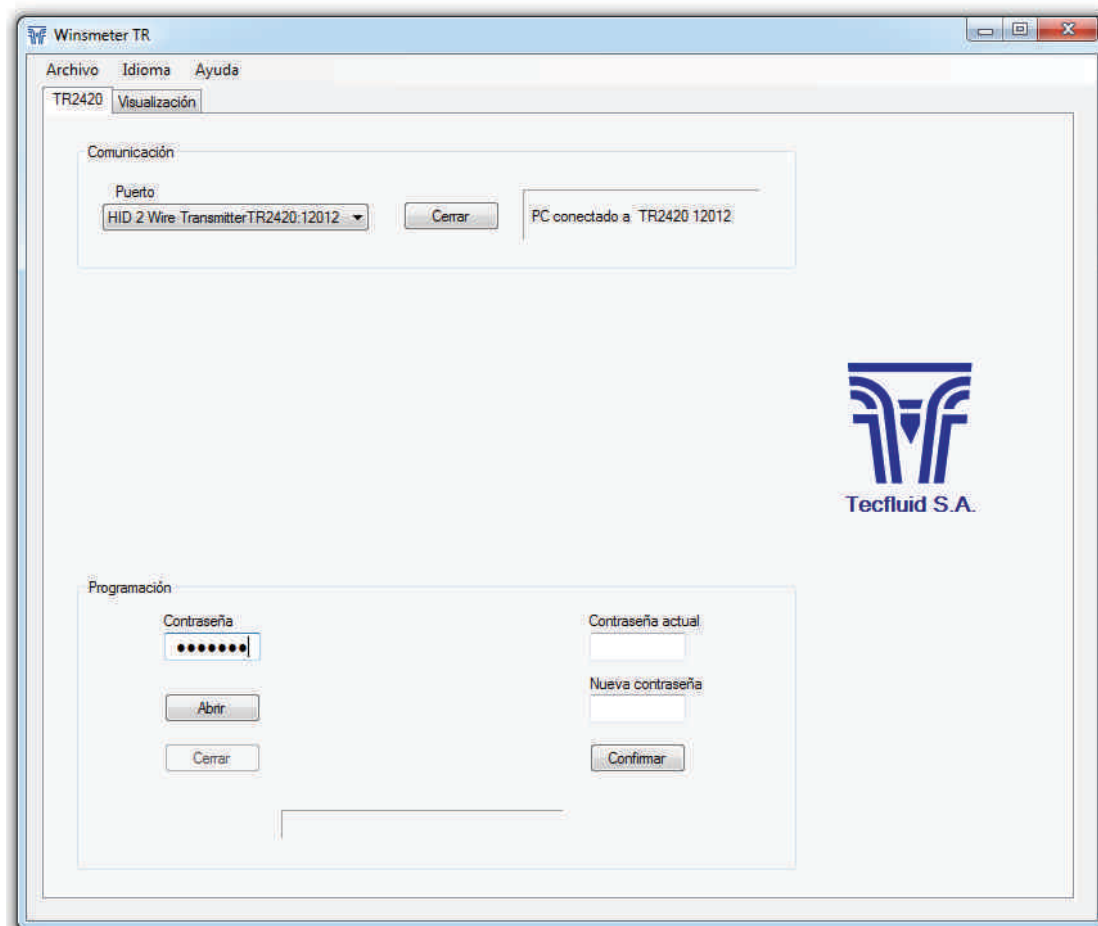 Winsmeter TR
Archivo Idioma Ayuda
TR2420 Visualización
Comunicación
Puerto
HID 2 Wire TransmitterTR2420:12012 Cerrar PC conectado a TR2420 12012
Tecfluid S.A.
Programación
Contraseña Contraseña actual
•••••••
Nueva contraseña
Abrir
Cerrar Confirmar